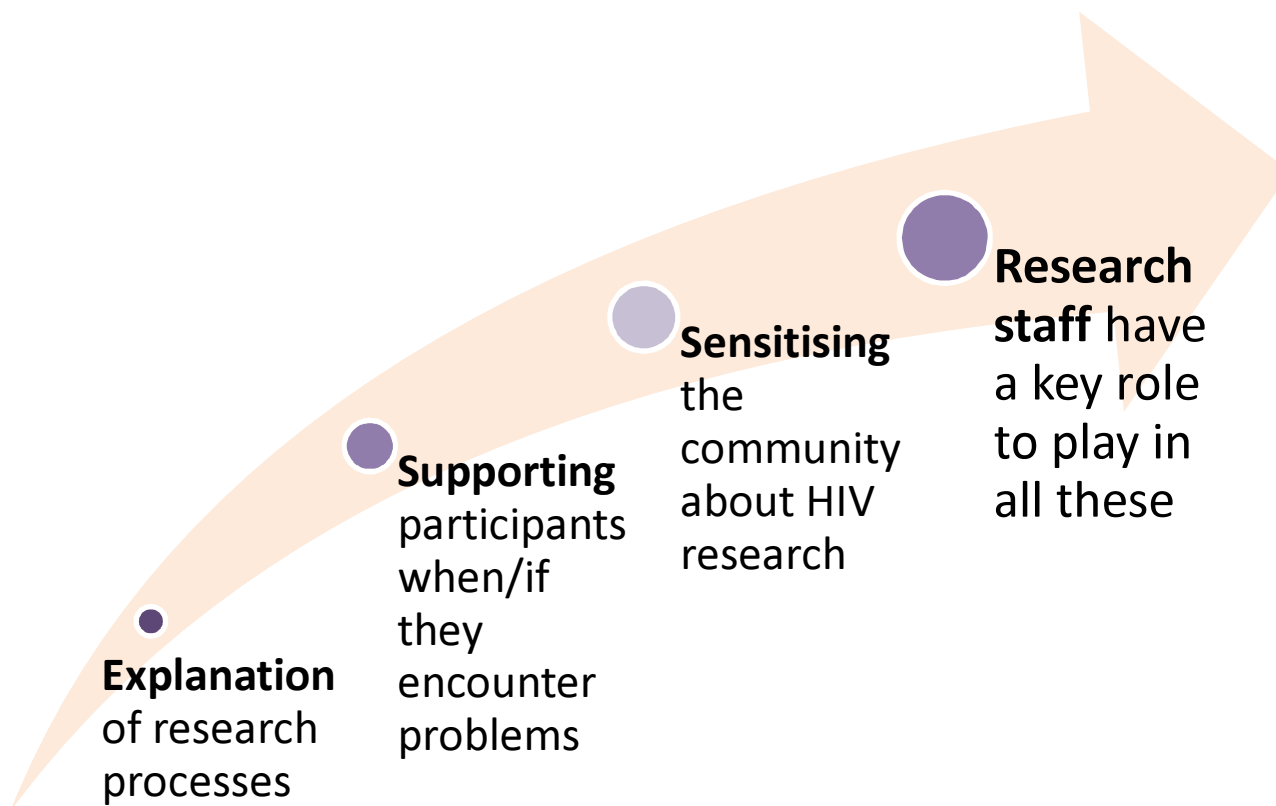 Explanation
of research
processes
Supporting
participants
when/if
they
encounter
problems
Sensitising
the
community
about HIV
research
Research
staff have
a key role
to play in
all these